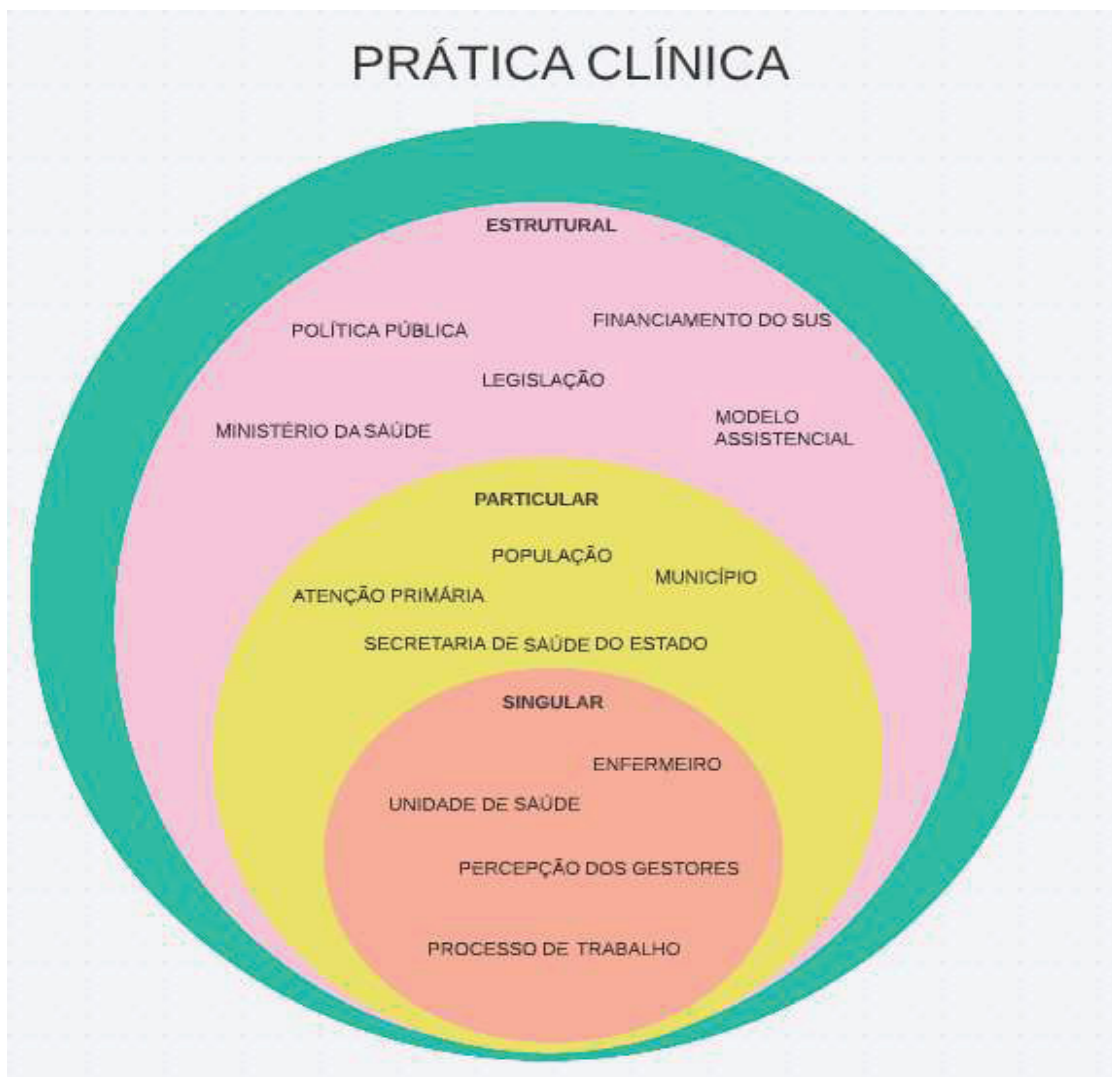 PRÁTICA CLÍNICA
ESTRUTURAL
FINANCIAMENTO DO SUS
POLÍTICA PÚBLICA
LEGISLAÇÃO
MINISTÉRIO DA SAÚDE
MODELO
ASSISTENCIAL
PARTICULAR
POPULAÇÃO
MUNICÍPIO
ATENÇÃO PRIMÁRIA
SECRETARIA DE SAÚDE DO ESTADO
SINGULAR
ENFERMEIRO
UNIDADE DE SAÚDE
PERCEPÇÃO DOS GESTORES
PROCESSO DE TRABALHO